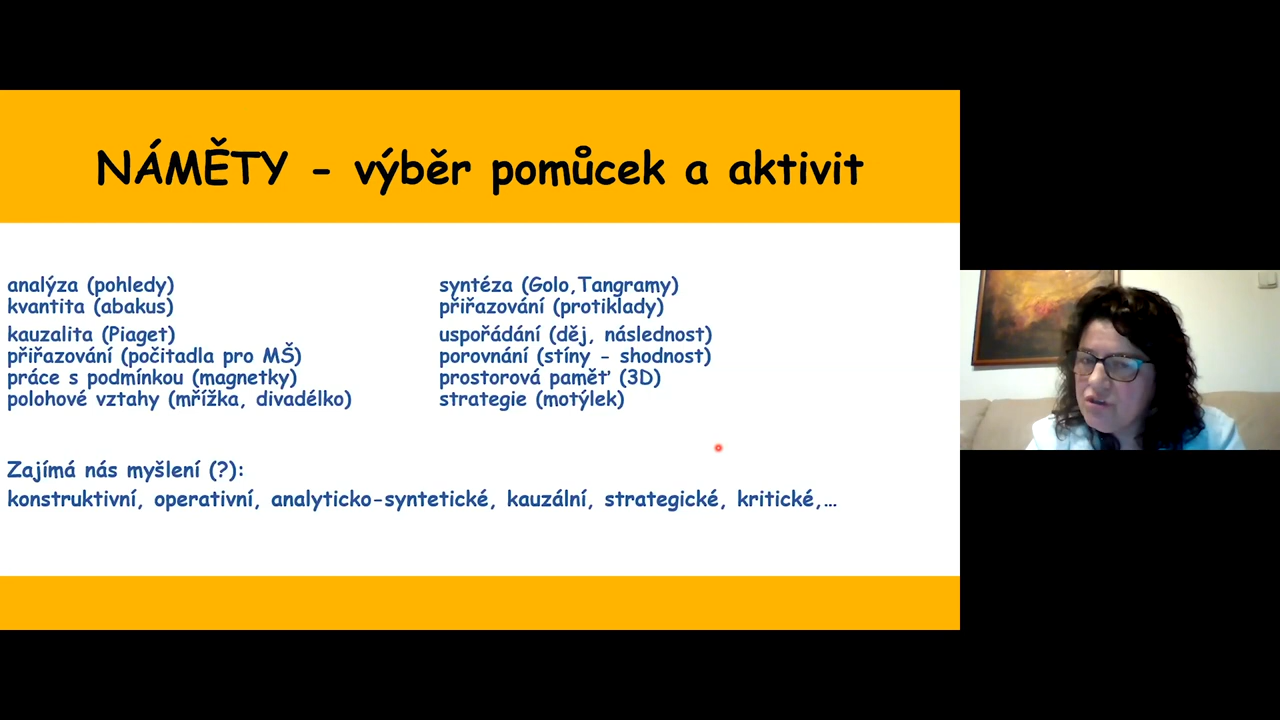 NÁMĚTY - výběr pomůcek a aktivit
analýza (pohledy)
kvantita (abakus)
kauzalita (Piaget)
přiřazování (počitadla pro MŠ)
práce s podmínkou (magnetky)
polohové vztahy (mřížka, divadélko)
syntéza (Golo,Tangramy)
přiřazování (protiklady)
uspořádání (děj, následnost)
porovnání (stíny - shodnost)
prostorová paměť (3D)
strategie (motýlek)
Zajímá nás myšlení (?):
konstruktivní, operativní, analyticko-syntetické, kauzální, strategické, kritické,…